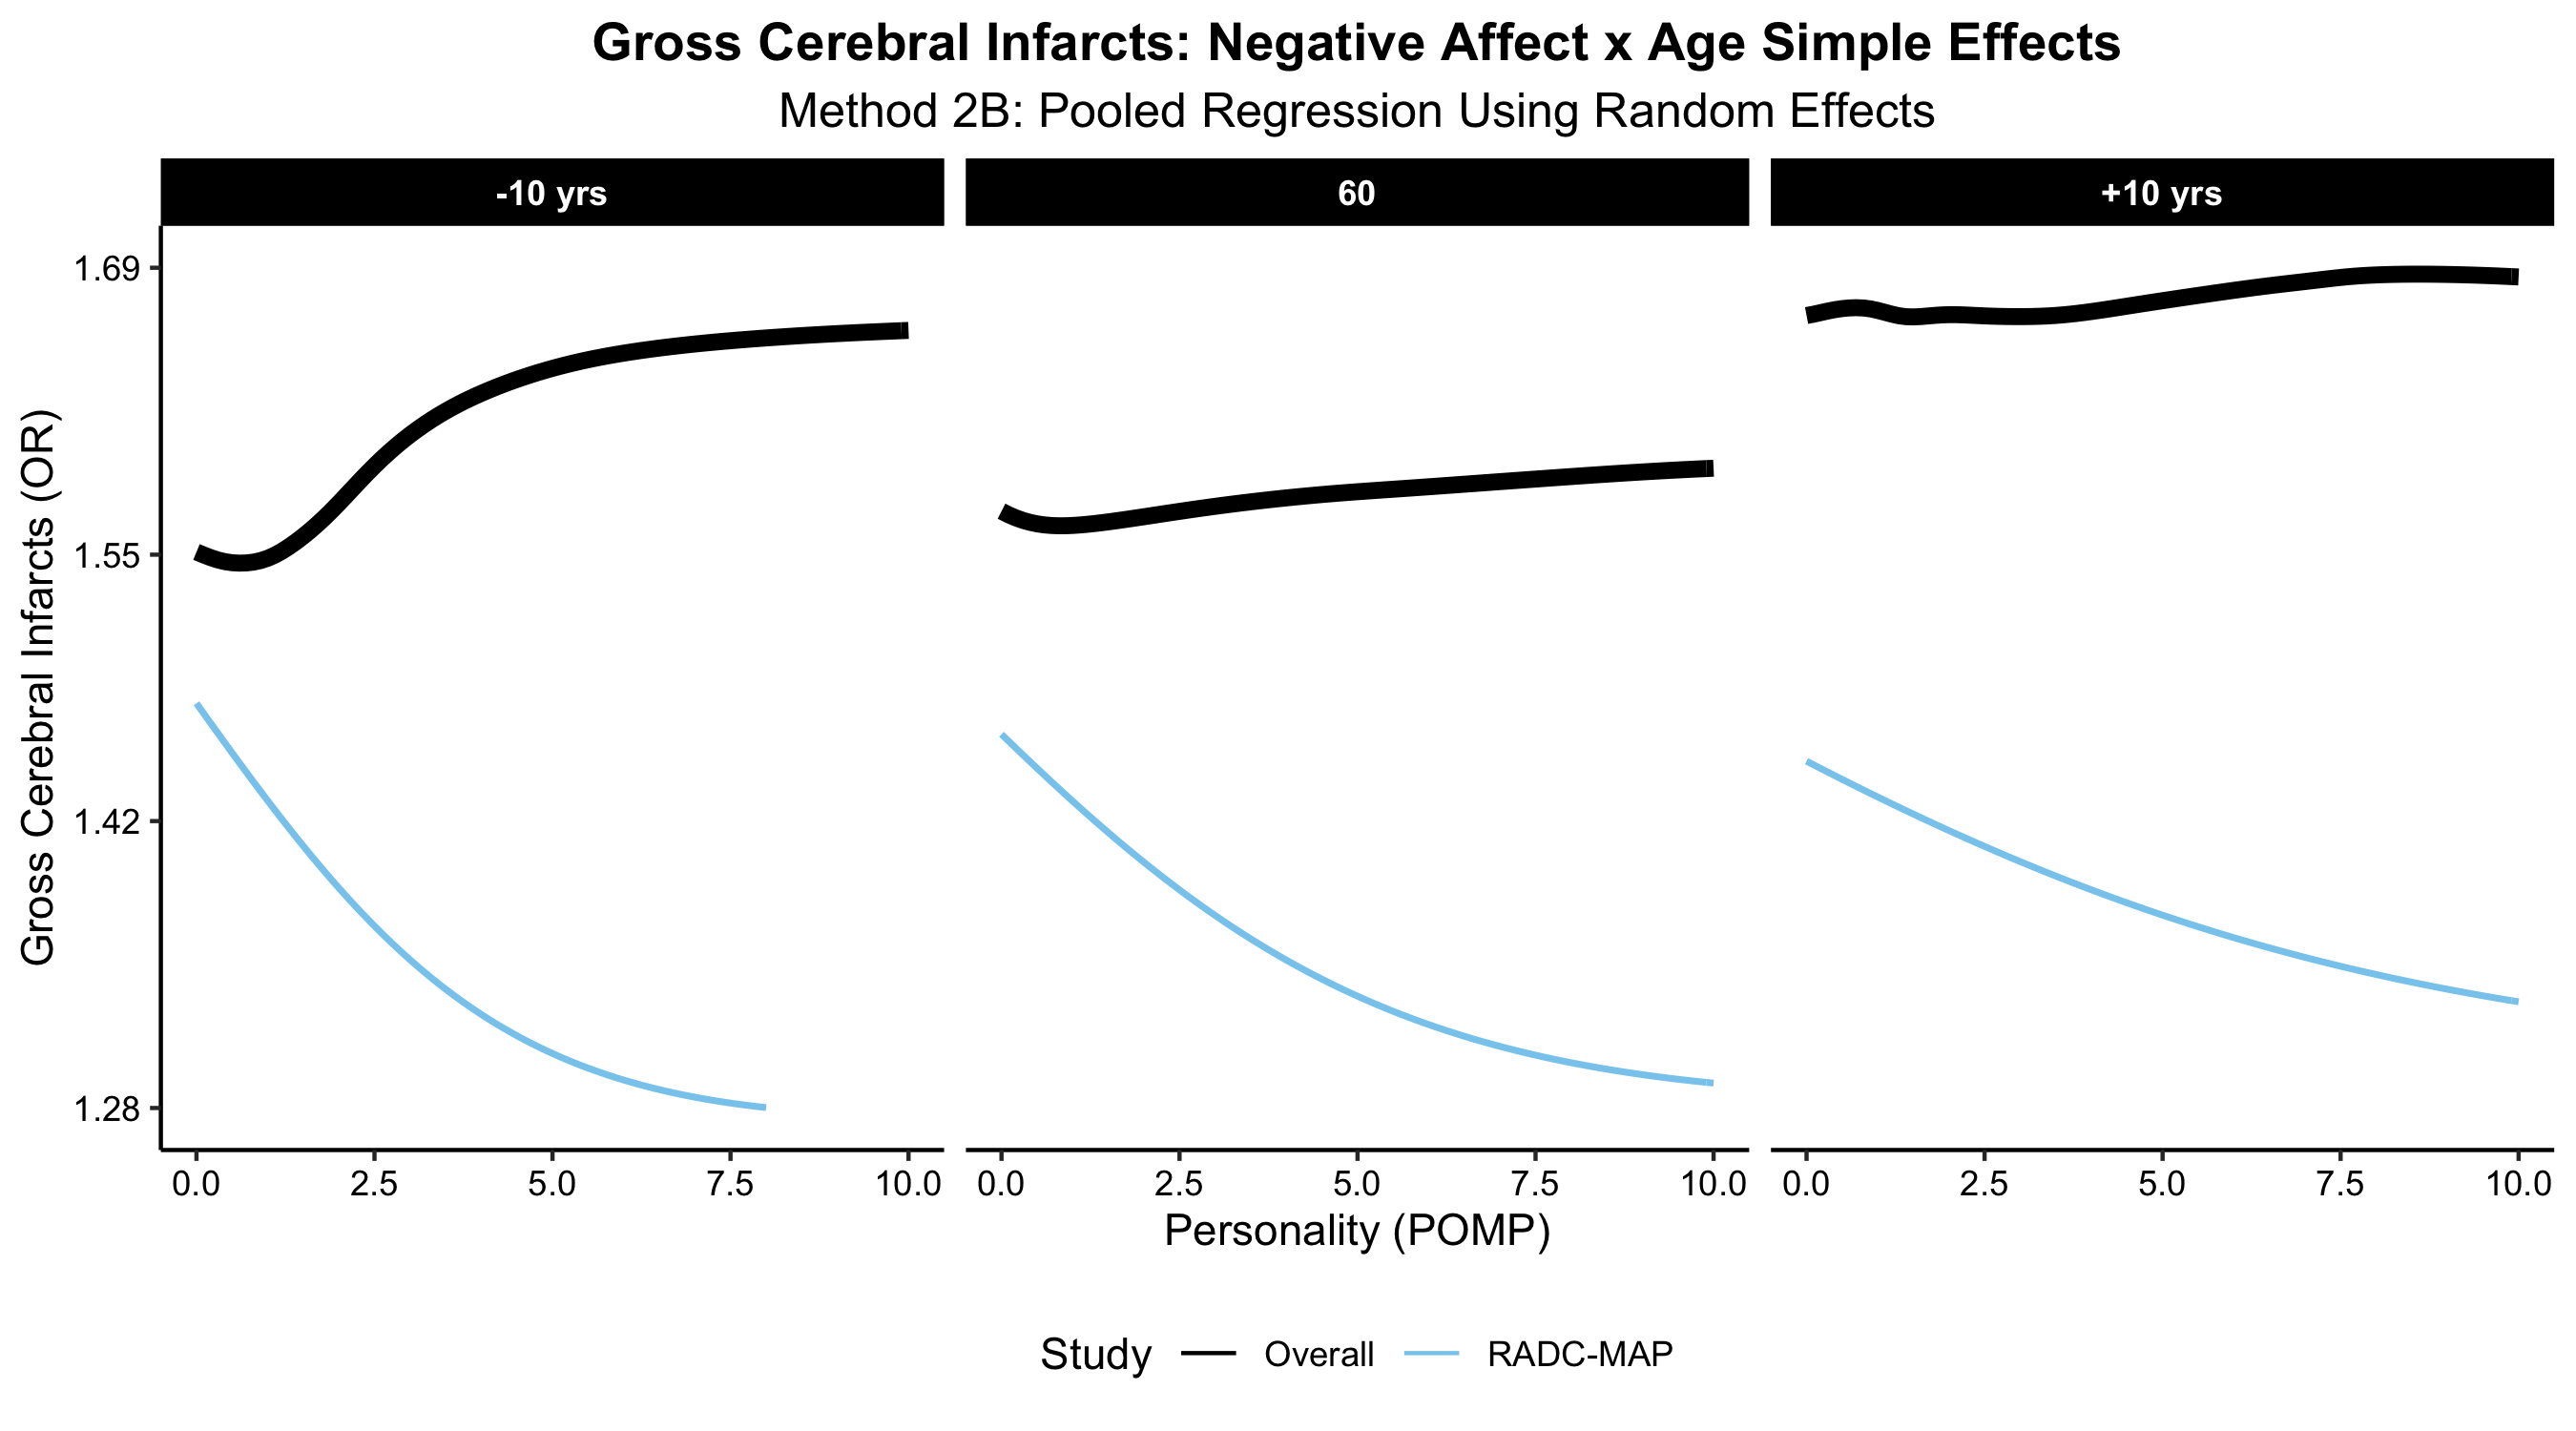 Gross Cerebral Infarcts: Negative Affect x Age Simple Effects
Method 2B: Pooled Regression Using Random Effects
-10 yrs 60 +10 yrs
Gross Cerebral Infarcts (OR)
1.69
1.55
1.42
1.28
0.0 2.5 5.0 7.5 10.0 0.0 2.5 5.0 7.5 10.0 0.0 2.5 5.0 7.5 10.0
Personality (POMP)
Study Overall RADC-MAP